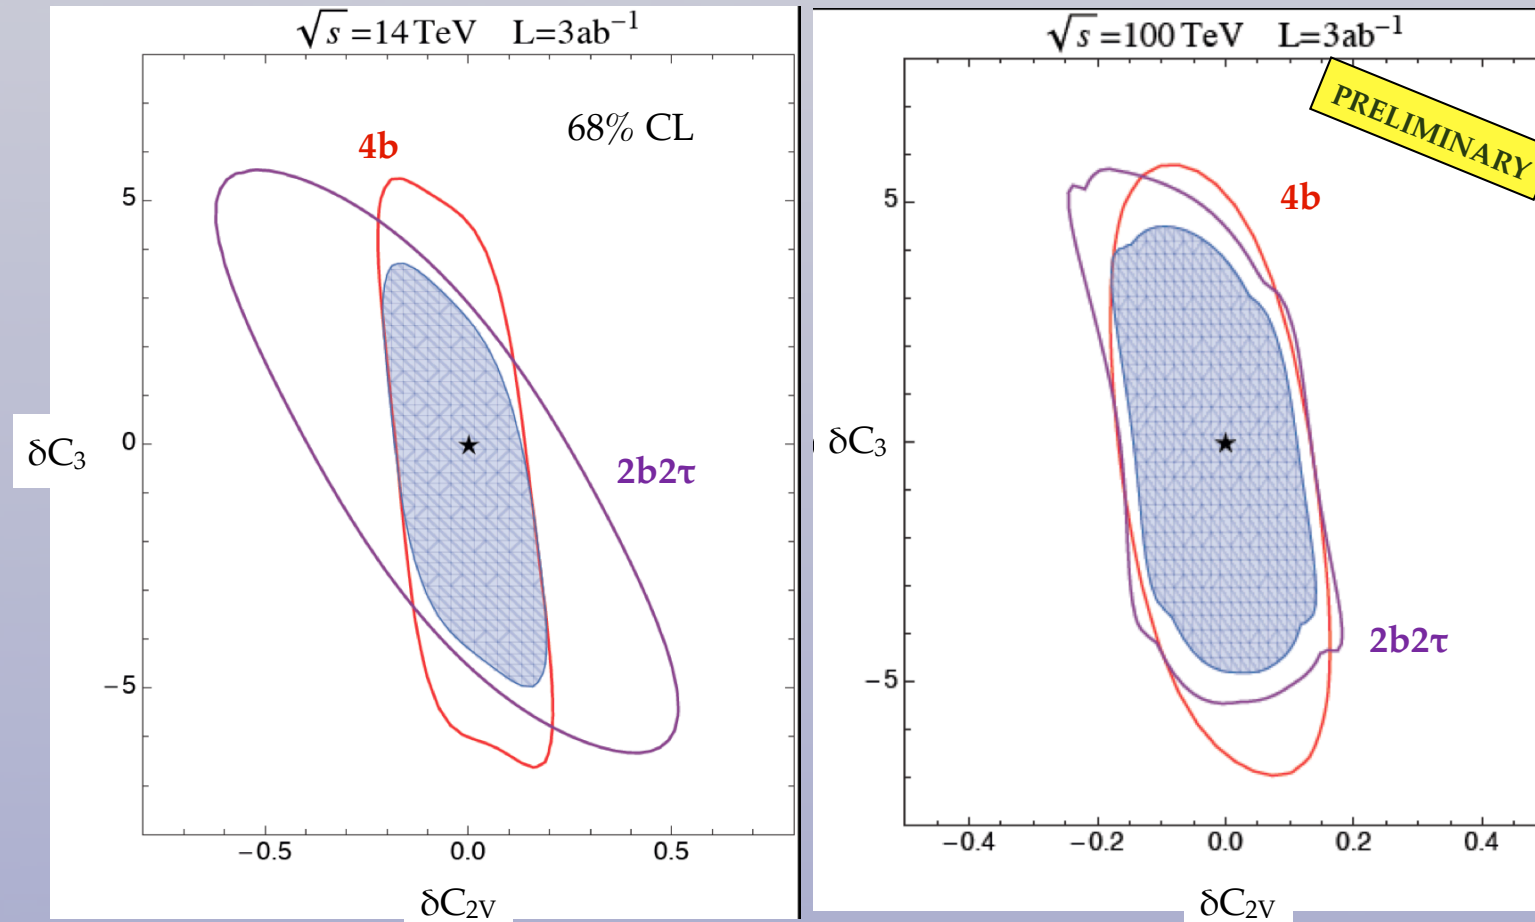 √s =14 TeV L=3ab⁻¹
68% CL
4b
2b2τ
5
0
−5
δC₃
−0.5 0.0 0.5
δC₂V
√s =100 TeV L=3ab⁻¹
PRELIMINARY
4b
2b2τ
5
0
−5
) δC₃
−0.4 −0.2 0.0 0.2 0.4
δC₂V